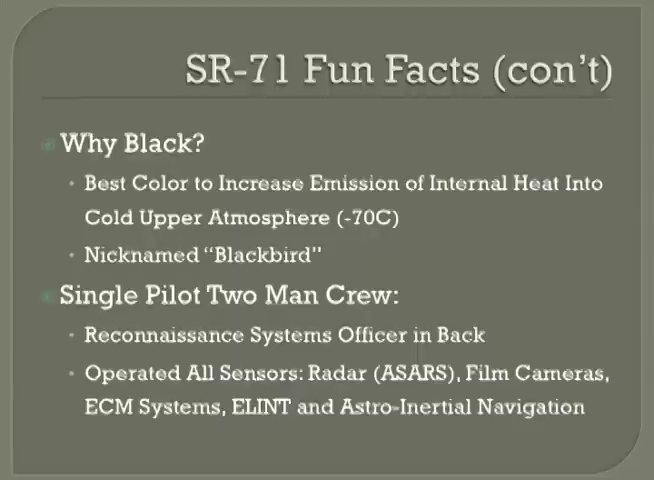 SR-71 Fun Facts (con't)
Why Black?
Best Color to Increase Emission of Internal Heat Into
Cold Upper Atmosphere (-70C)
Nicknamed “Blackbird”
Single Pilot Two Man Crew:
Reconnaissance Systems Officer in Back
Operated All Sensors: Radar (ASARS), Film Cameras,
ECM Systems, ELINT and Astro-Inertial Navigation